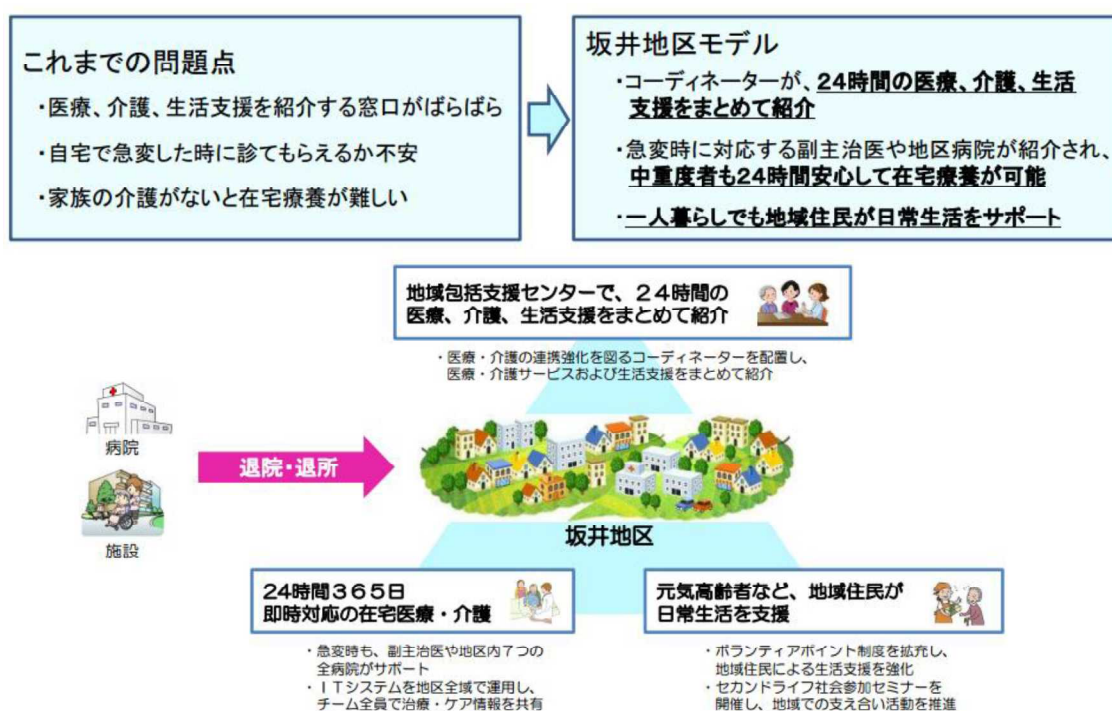 これまでの問題点
・医療、介護、生活支援を紹介する窓口がばらばら
・自宅で急変した時に診てもらえるか不安
・家族の介護がないと在宅療養が難しい
坂井地区モデル
・コーディネーターが、24時間の医療、介護、生活
支援をまとめて紹介
・急変時に対応する副主治医や地区病院が紹介され、
中重度者も24時間安心して在宅療養が可能
・一人暮らしでも地域住民が日常生活をサポート
地域包括支援センターで、２４時間の
医療、介護、生活支援をまとめて紹介
・医療・介護の連携強化を図るコーディネーターを配置し、
医療・介護サービスおよび生活支援をまとめて紹介
病院
退院・退所
施設
坂井地区
24時間３６５日
即時対応の在宅医療・介護
・急変時も、副主治医や地区内７つの
全病院がサポート
・ＩＴシステムを地区全域で運用し、
チーム全員で治療・ケア情報を共有
元気高齢者など、地域住民が
日常生活を支援
・ボランティアポイント制度を拡充し、
地域住民による生活支援を強化
・セカンドライフ社会参加セミナーを
開催し、地域での支え合い活動を推進